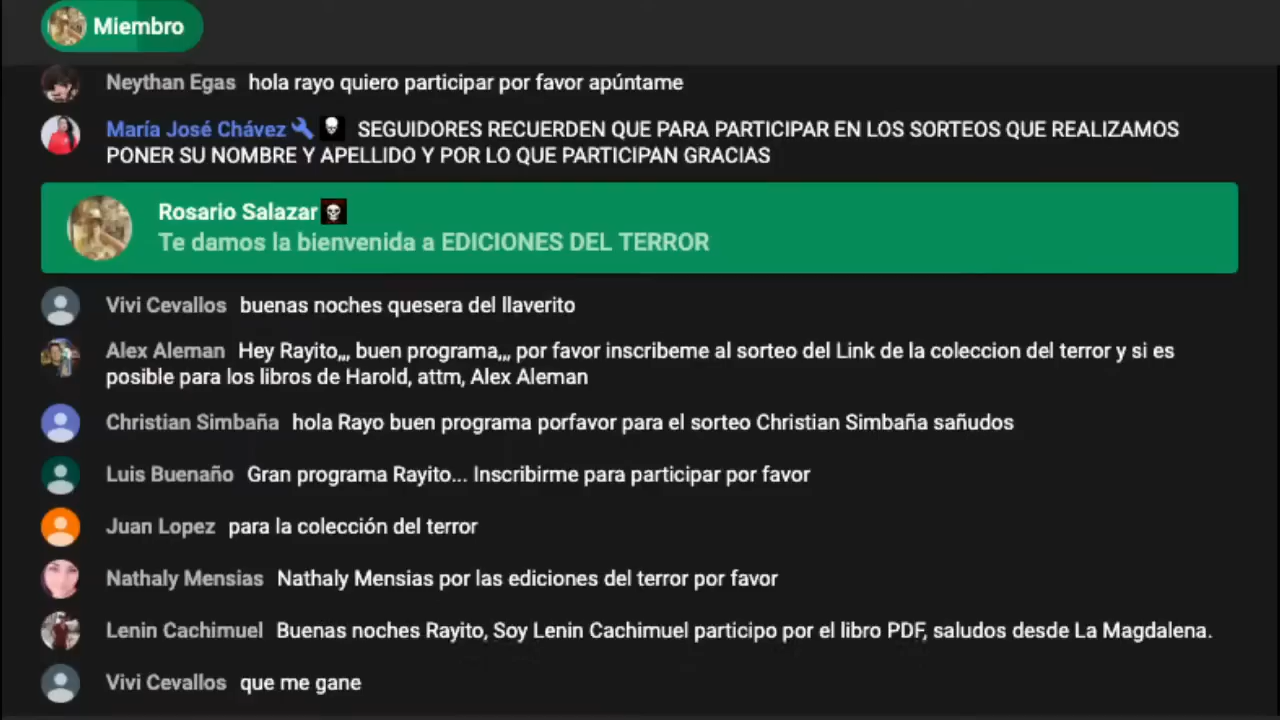 Miembro
Neythan Egas hola rayo quiero participar por favor apúntame
María José Chávez SEGUIDORES RECUERDEN QUE PARA PARTICIPAR EN LOS SORTEOS QUE REALIZAMOS
PONER SU NOMBRE Y APELLIDO Y POR LO QUE PARTICIPAN GRACIAS
Rosario Salazar
Te damos la bienvenida a EDICIONES DEL TERROR
Vivi Cevallos buenas noches quesera del llaverito
Alex Aleman Hey Rayito,,, buen programa,,, por favor inscribeme al sorteo del Link de la coleccion del terror y si es
posible para los libros de Harold, attm, Alex Aleman
Christian Simbaña hola Rayo buen programa porfavor para el sorteo Christian Simbaña sañudos
Luis Buenaño Gran programa Rayito... Inscribirme para participar por favor
Juan Lopez para la colección del terror
Nathaly Mensias Nathaly Mensias por las ediciones del terror por favor
Lenin Cachimuel Buenas noches Rayito, Soy Lenin Cachimuel participo por el libro PDF, saludos desde La Magdalena.
Vivi Cevallos que me gane